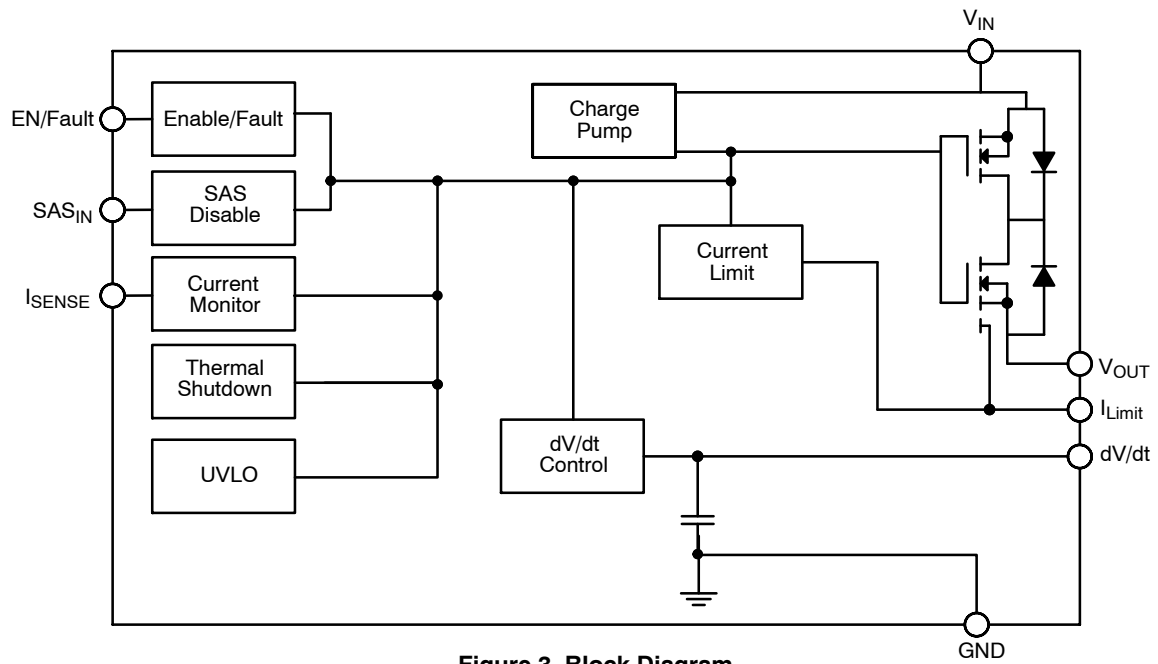 V_IN
EN/Fault
Enable/Fault
Charge
Pump
SAS_IN
SAS
Disable
I_SENSE
Current
Monitor
Current
Limit
Thermal
Shutdown
V_OUT
I_Limit
UVLO
dV/dt
Control
dV/dt
GND
Figure 3. Block Diagram